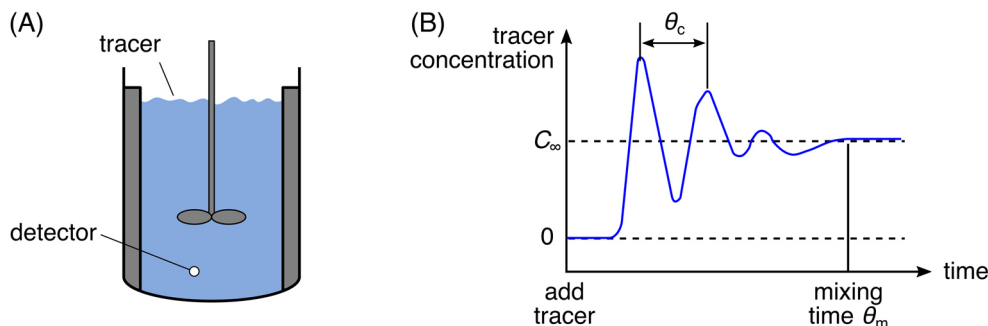 (A)
tracer
detector
(B)
tracer
concentration
θc
C∞
0
time
add
tracer
mixing
time θm